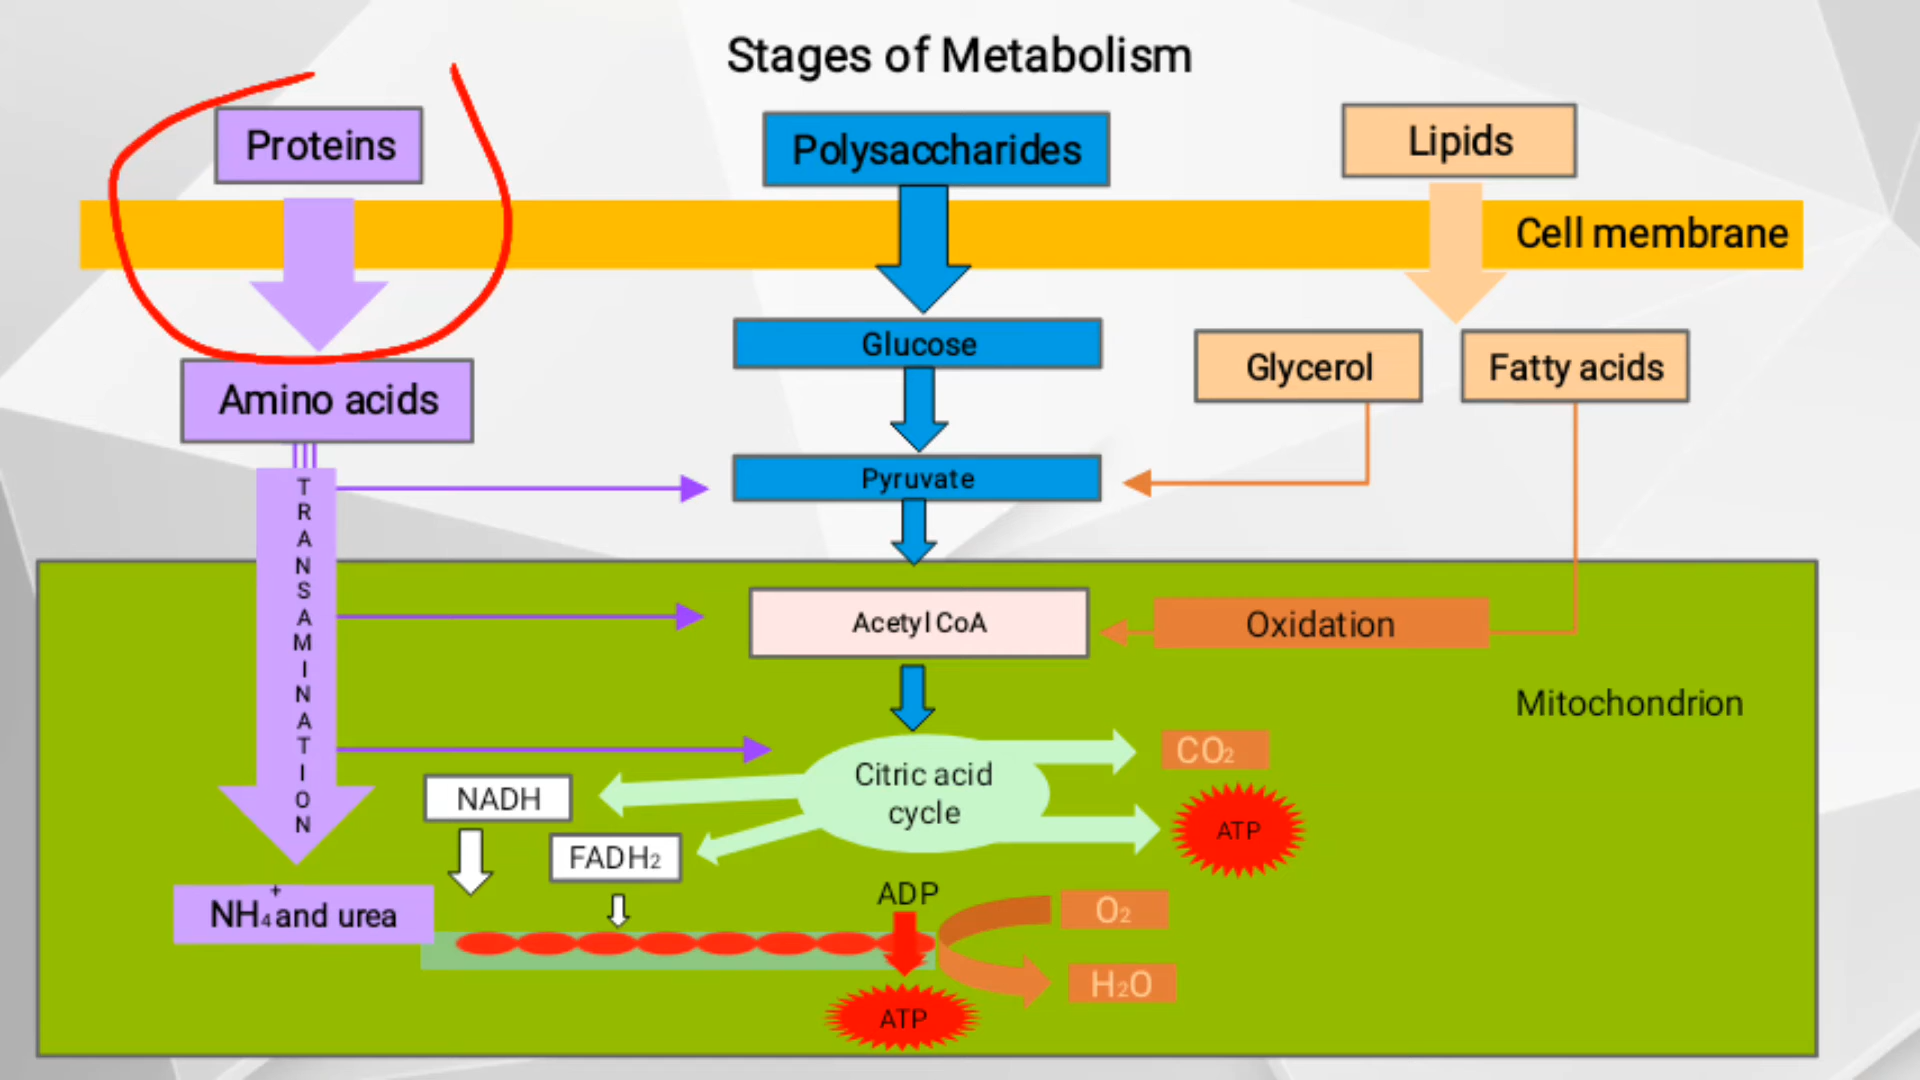 Stages of Metabolism
Proteins
Polysaccharides
Lipids
Cell membrane
Glucose
Glycerol
Fatty acids
Amino acids
Pyruvate
TRANSAMINATION
Acetyl CoA
Oxidation
Mitochondrion
Citric acid
cycle
CO₂
NADH
ATP
FADH₂
ADP
NH₄⁺ and urea
O₂
H₂O
ATP